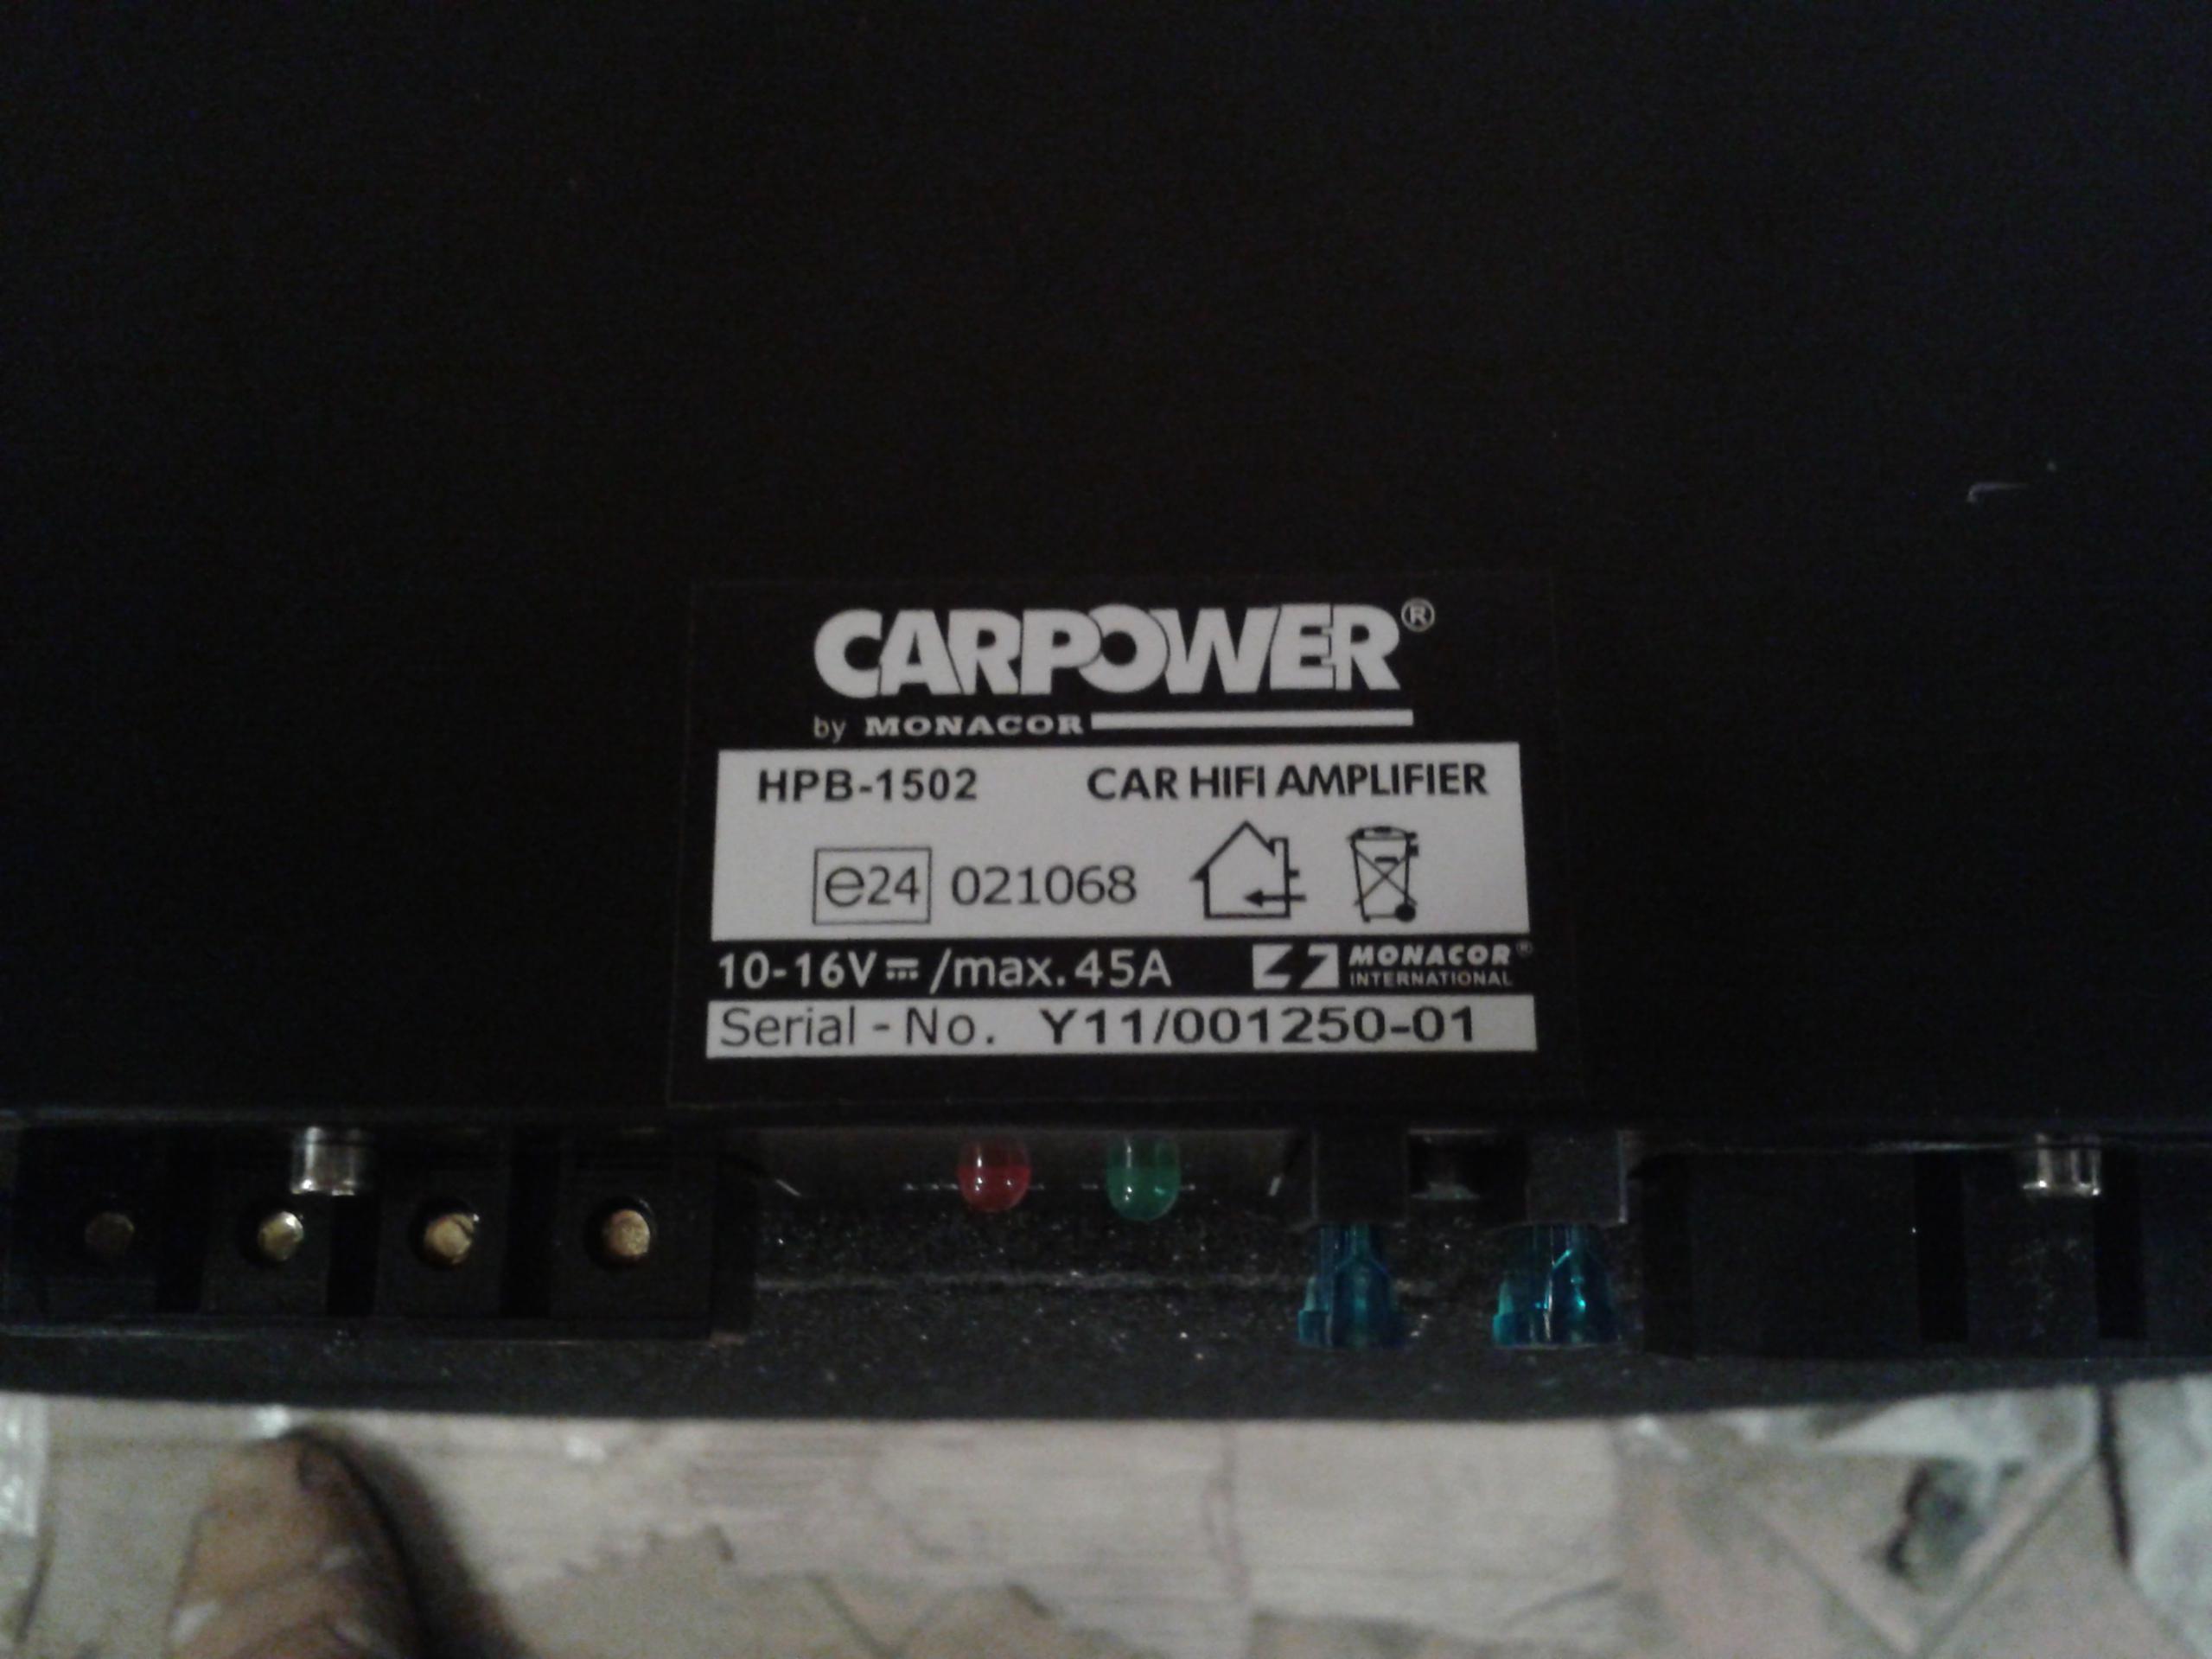 CARPOWER®
by MONACOR
HPB-1502 CAR HIFI AMPLIFIER
e24 021068
10-16V⎓/max.45A MONACOR®
INTERNATIONAL
Serial-No. Y11/001250-01